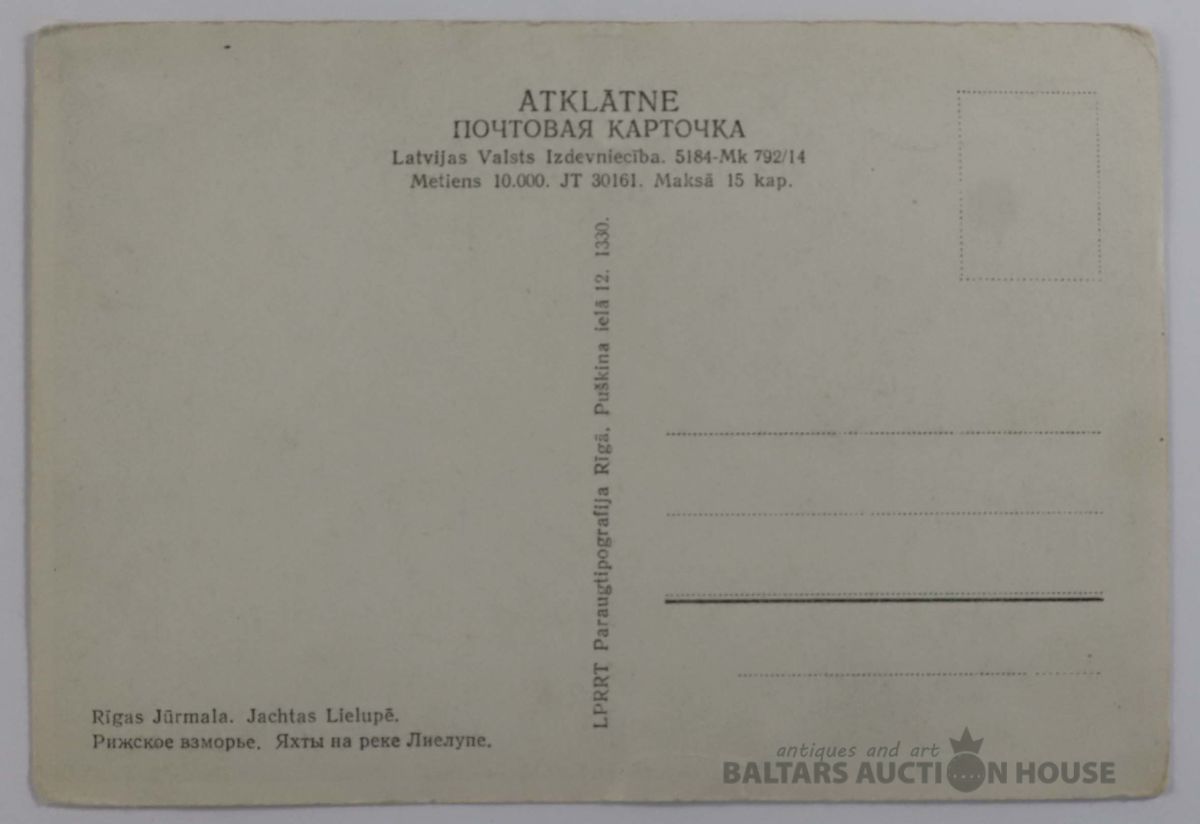 ATKLĀTNE
ПОЧТОВАЯ КАРТОЧКА
Latvijas Valsts Izdevniecība. 5184-Mk 792/14
Metiens 10.000. JT 30161. Maksā 15 kap.
LPRRT Paraugtipografija Rīgā, Puškina ielā 12. 1330.
Rīgas Jūrmala. Jachtas Lielupē.
Рижское взморье. Яхты на реке Лиелупе.
antiques and art
BALTARS AUCTION HOUSE